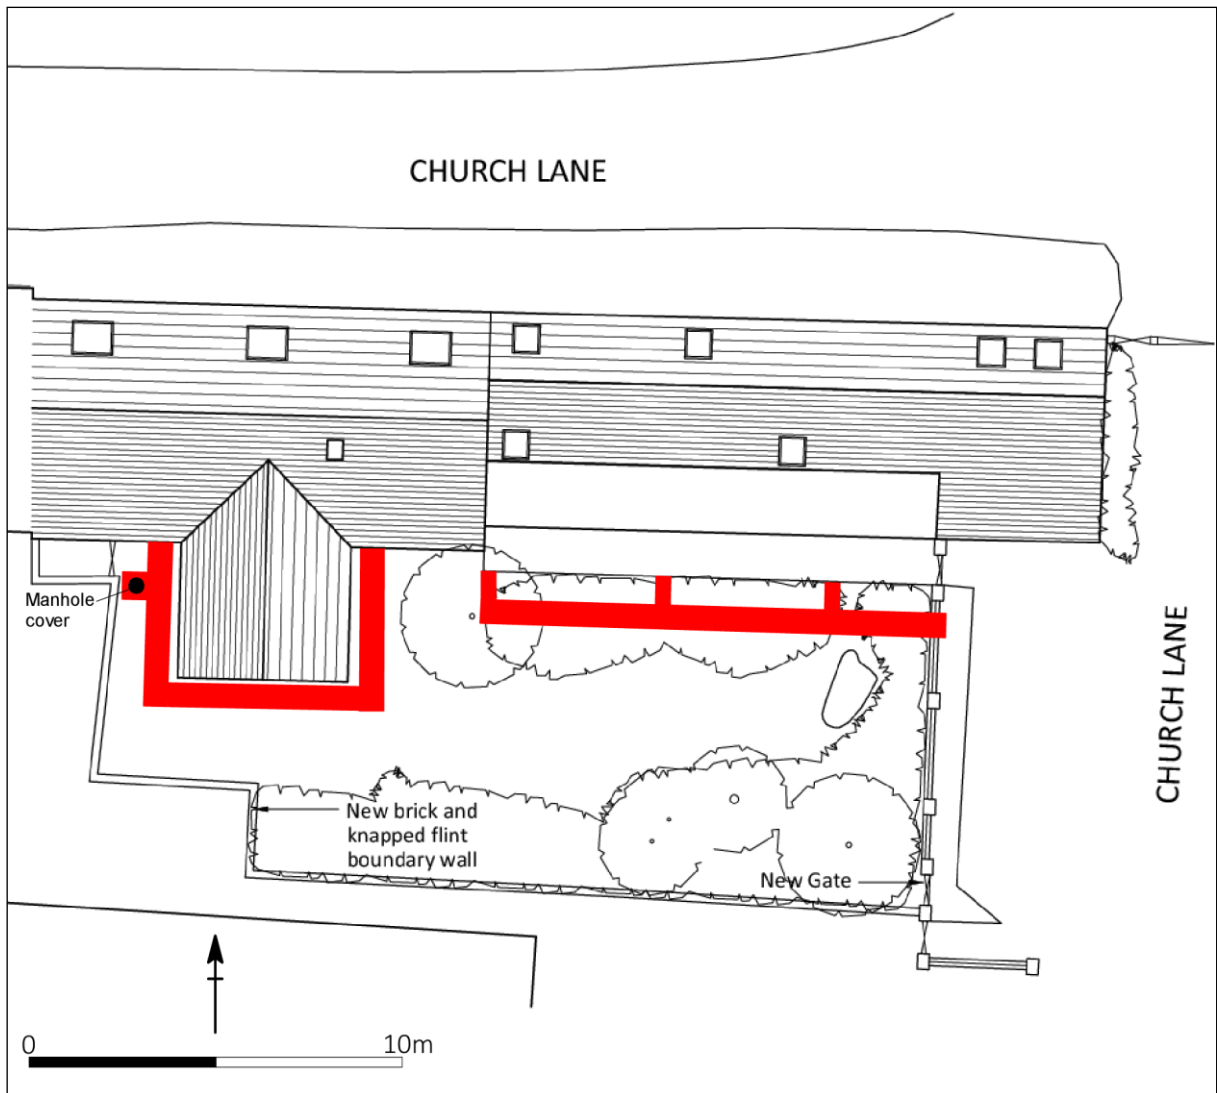 CHURCH LANE
Manhole
cover
CHURCH LANE
New brick and
knapped flint
boundary wall
New Gate
0
10m